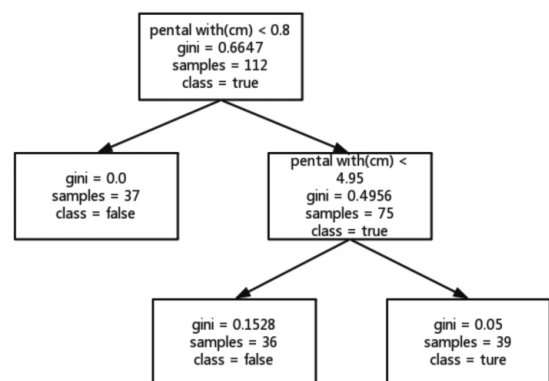 pental with(cm) < 0.8
gini = 0.6647
samples = 112
class = true
gini = 0.0
samples = 37
class = false
pental with(cm) <
4.95
gini = 0.4956
samples = 75
class = true
gini = 0.1528
samples = 36
class = false
gini = 0.05
samples = 39
class = ture